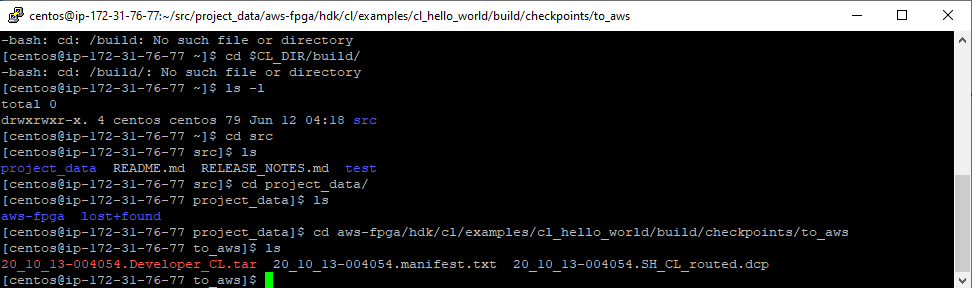 centos@ip-172-31-76-77:~/src/project_data/aws-fpga/hdk/cl/examples/cl_hello_world/build/checkpoints/to_aws
-bash: cd: /build: No such file or directory
[centos@ip-172-31-76-77 ~]$ cd $CL_DIR/build/
-bash: cd: /build/: No such file or directory
[centos@ip-172-31-76-77 ~]$ ls -l
total 0
drwxrwxr-x. 4 centos centos 79 Jun 12 04:18 src
[centos@ip-172-31-76-77 ~]$ cd src
[centos@ip-172-31-76-77 src]$ ls
project_data  README.md  RELEASE_NOTES.md  test
[centos@ip-172-31-76-77 src]$ cd project_data/
[centos@ip-172-31-76-77 project_data]$ ls
aws-fpga  lost+found
[centos@ip-172-31-76-77 project_data]$ cd aws-fpga/hdk/cl/examples/cl_hello_world/build/checkpoints/to_aws
[centos@ip-172-31-76-77 to_aws]$ ls
20_10_13-004054.Developer_CL.tar  20_10_13-004054.manifest.txt  20_10_13-004054.SH_CL_routed.dcp
[centos@ip-172-31-76-77 to_aws]$